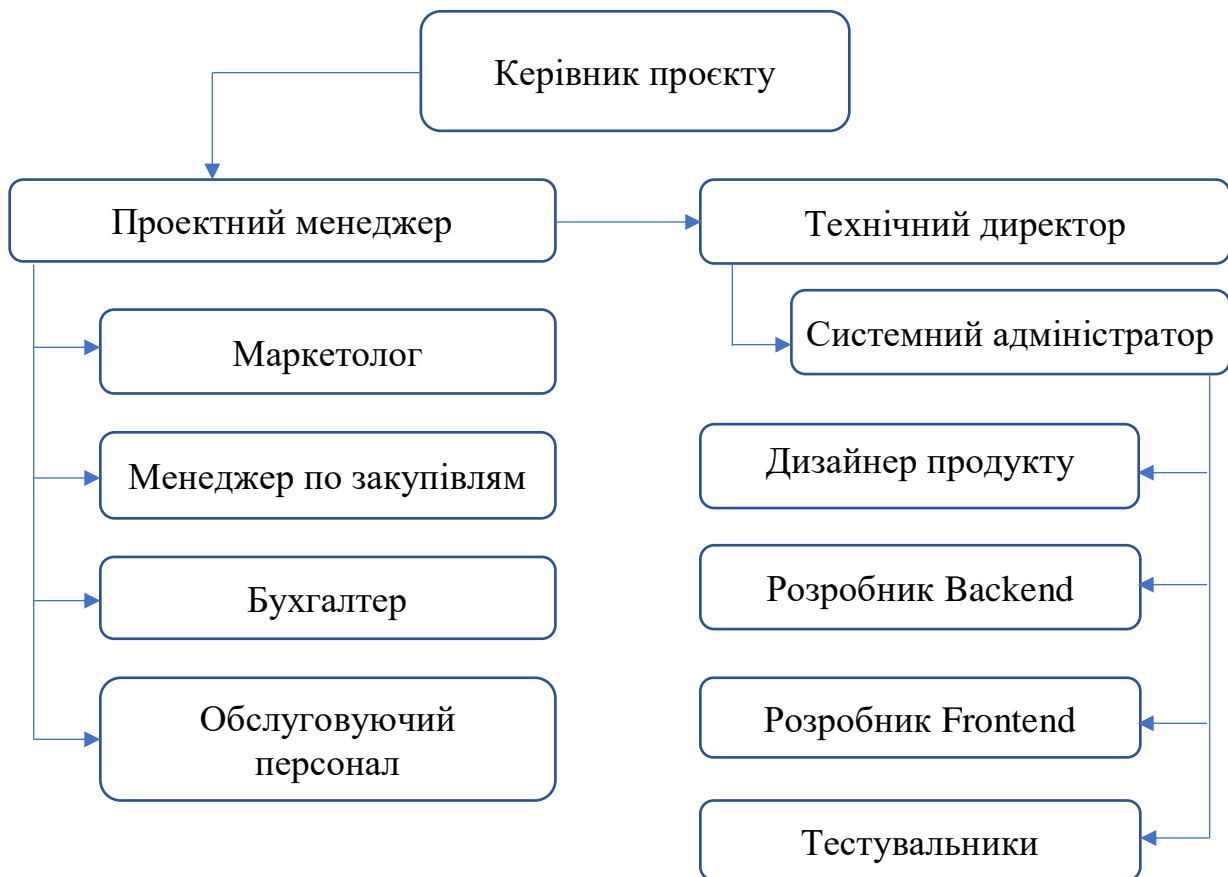 Керівник проєкту
Проектний менеджер
Технічний директор
Маркетолог
Менеджер по закупівлям
Бухгалтер
Обслуговуючий
персонал
Системний адміністратор
Дизайнер продукту
Розробник Backend
Розробник Frontend
Тестувальники